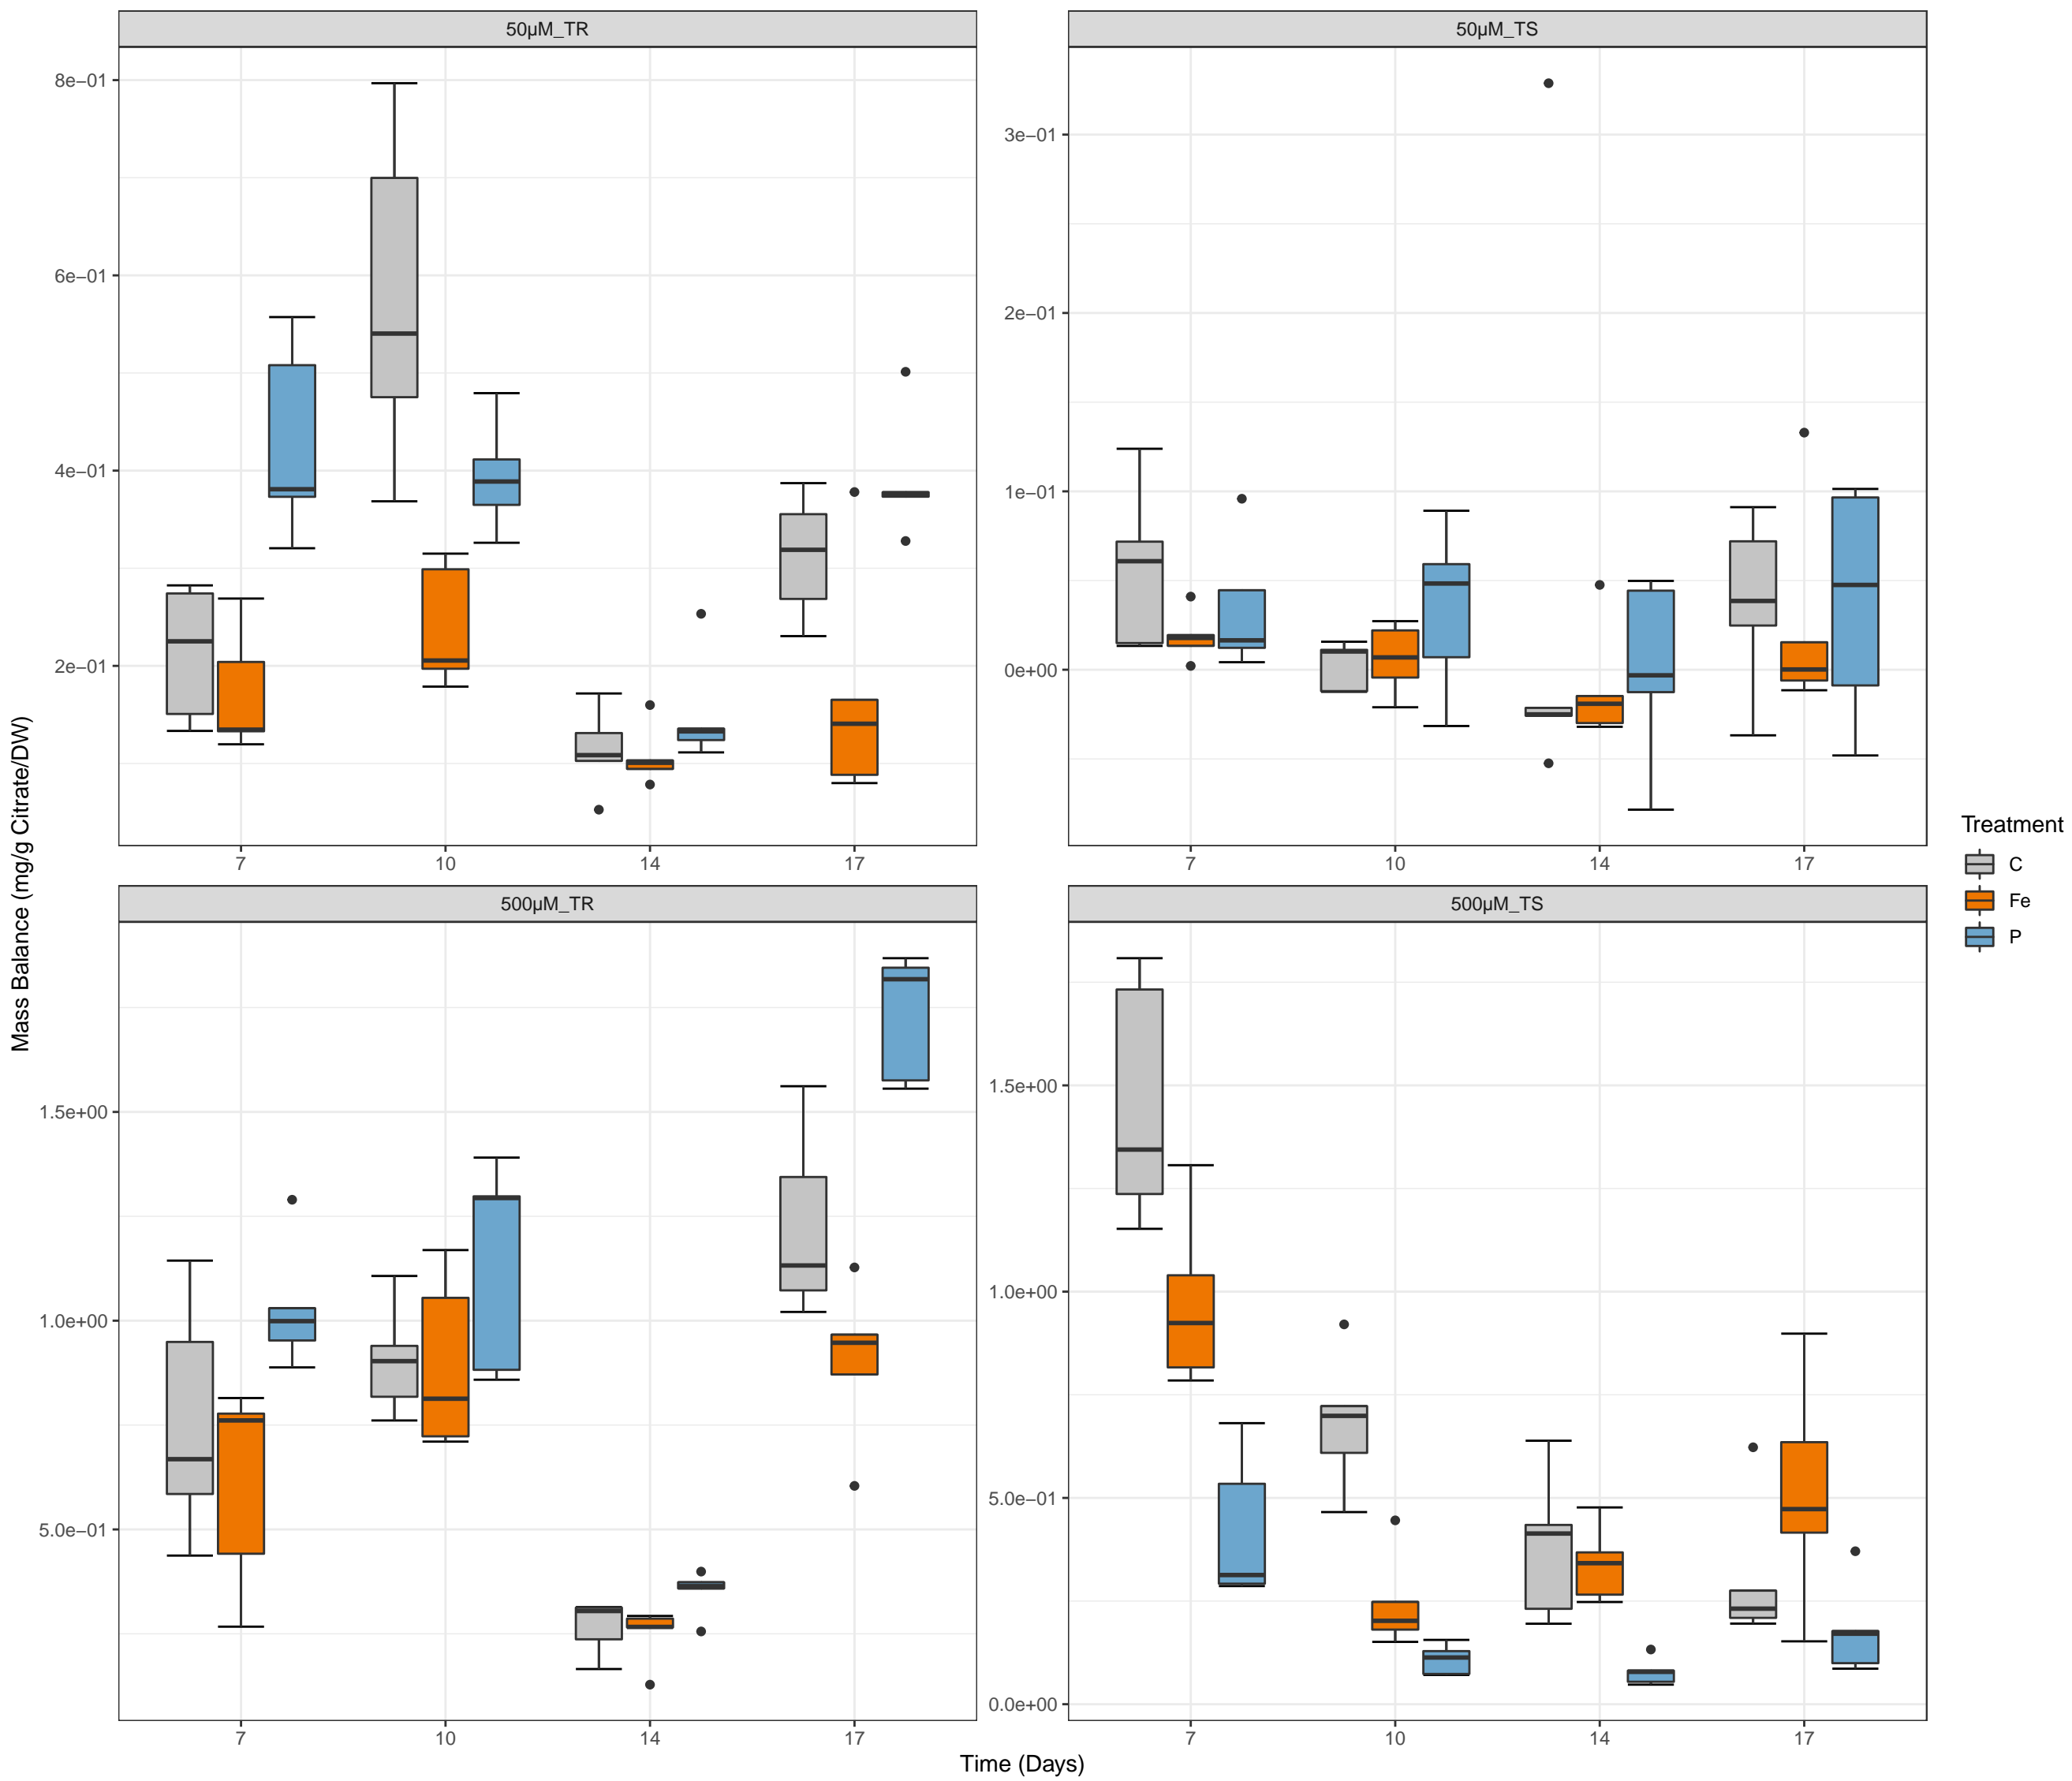 50µM_TR
50µM_TS
8e−01
6e−01
4e−01
2e−01
3e−01
2e−01
1e−01
0e+00
7 10 14 17
7 10 14 17
500µM_TR
500µM_TS
1.5e+00
1.0e+00
5.0e−01
1.5e+00
1.0e+00
5.0e−01
0.0e+00
7 10 14 17
7 10 14 17
Time (Days)
Mass Balance (mg/g Citrate/DW)
Treatment
C
Fe
P